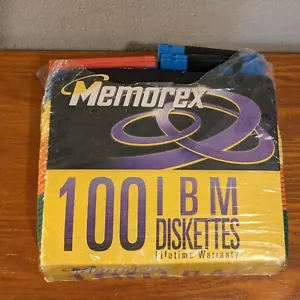 Memorex
100 IBM
DISKETTES
Lifetime Warranty